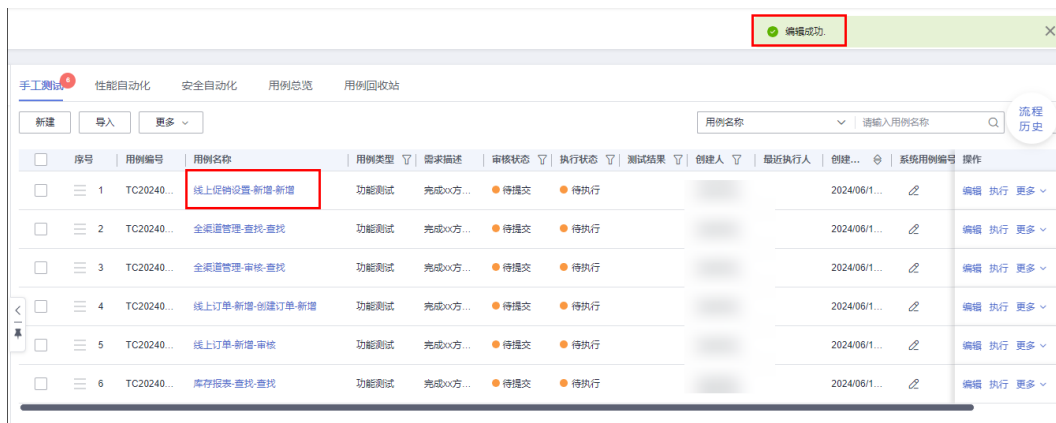 编辑成功.
手工测试 6 性能自动化 安全自动化 用例总览 用例回收站
新建 导入 更多 用例名称 请输入用例名称
流程
历史
序号 用例编号 用例名称 用例类型 需求描述 审核状态 执行状态 测试结果 创建人 最近执行人 创建... 系统用例编号 操作
1 TC20240... 线上促销设置-新增-新增 功能测试 完成xx方... 待提交 待执行 2024/06/1... 编辑 执行 更多
2 TC20240... 全渠道管理-查找-查找 功能测试 完成xx方... 待提交 待执行 2024/06/1... 编辑 执行 更多
3 TC20240... 全渠道管理-审核-查找 功能测试 完成xx方... 待提交 待执行 2024/06/1... 编辑 执行 更多
4 TC20240... 线上订单-新增-创建订单-新增 功能测试 完成xx方... 待提交 待执行 2024/06/1... 编辑 执行 更多
5 TC20240... 线上订单-新增-审核 功能测试 完成xx方... 待提交 待执行 2024/06/1... 编辑 执行 更多
6 TC20240... 库存报表-查找-查找 功能测试 完成xx方... 待提交 待执行 2024/06/1... 编辑 执行 更多